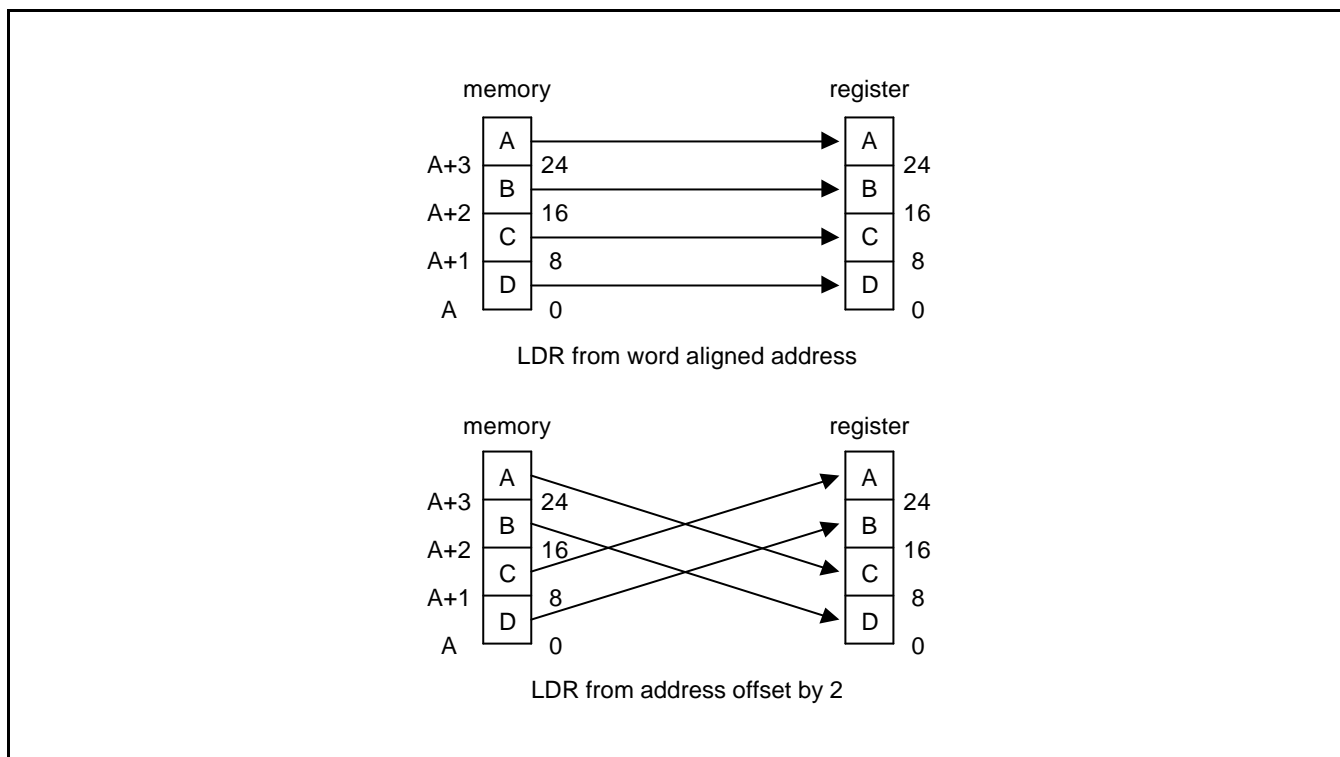 memory register
A A
A+3 24 24
B B
A+2 16 16
C C
A+1 8 8
D D
A 0 0
LDR from word aligned address
memory register
A A
A+3 24 24
B B
A+2 16 16
C C
A+1 8 8
D D
A 0 0
LDR from address offset by 2